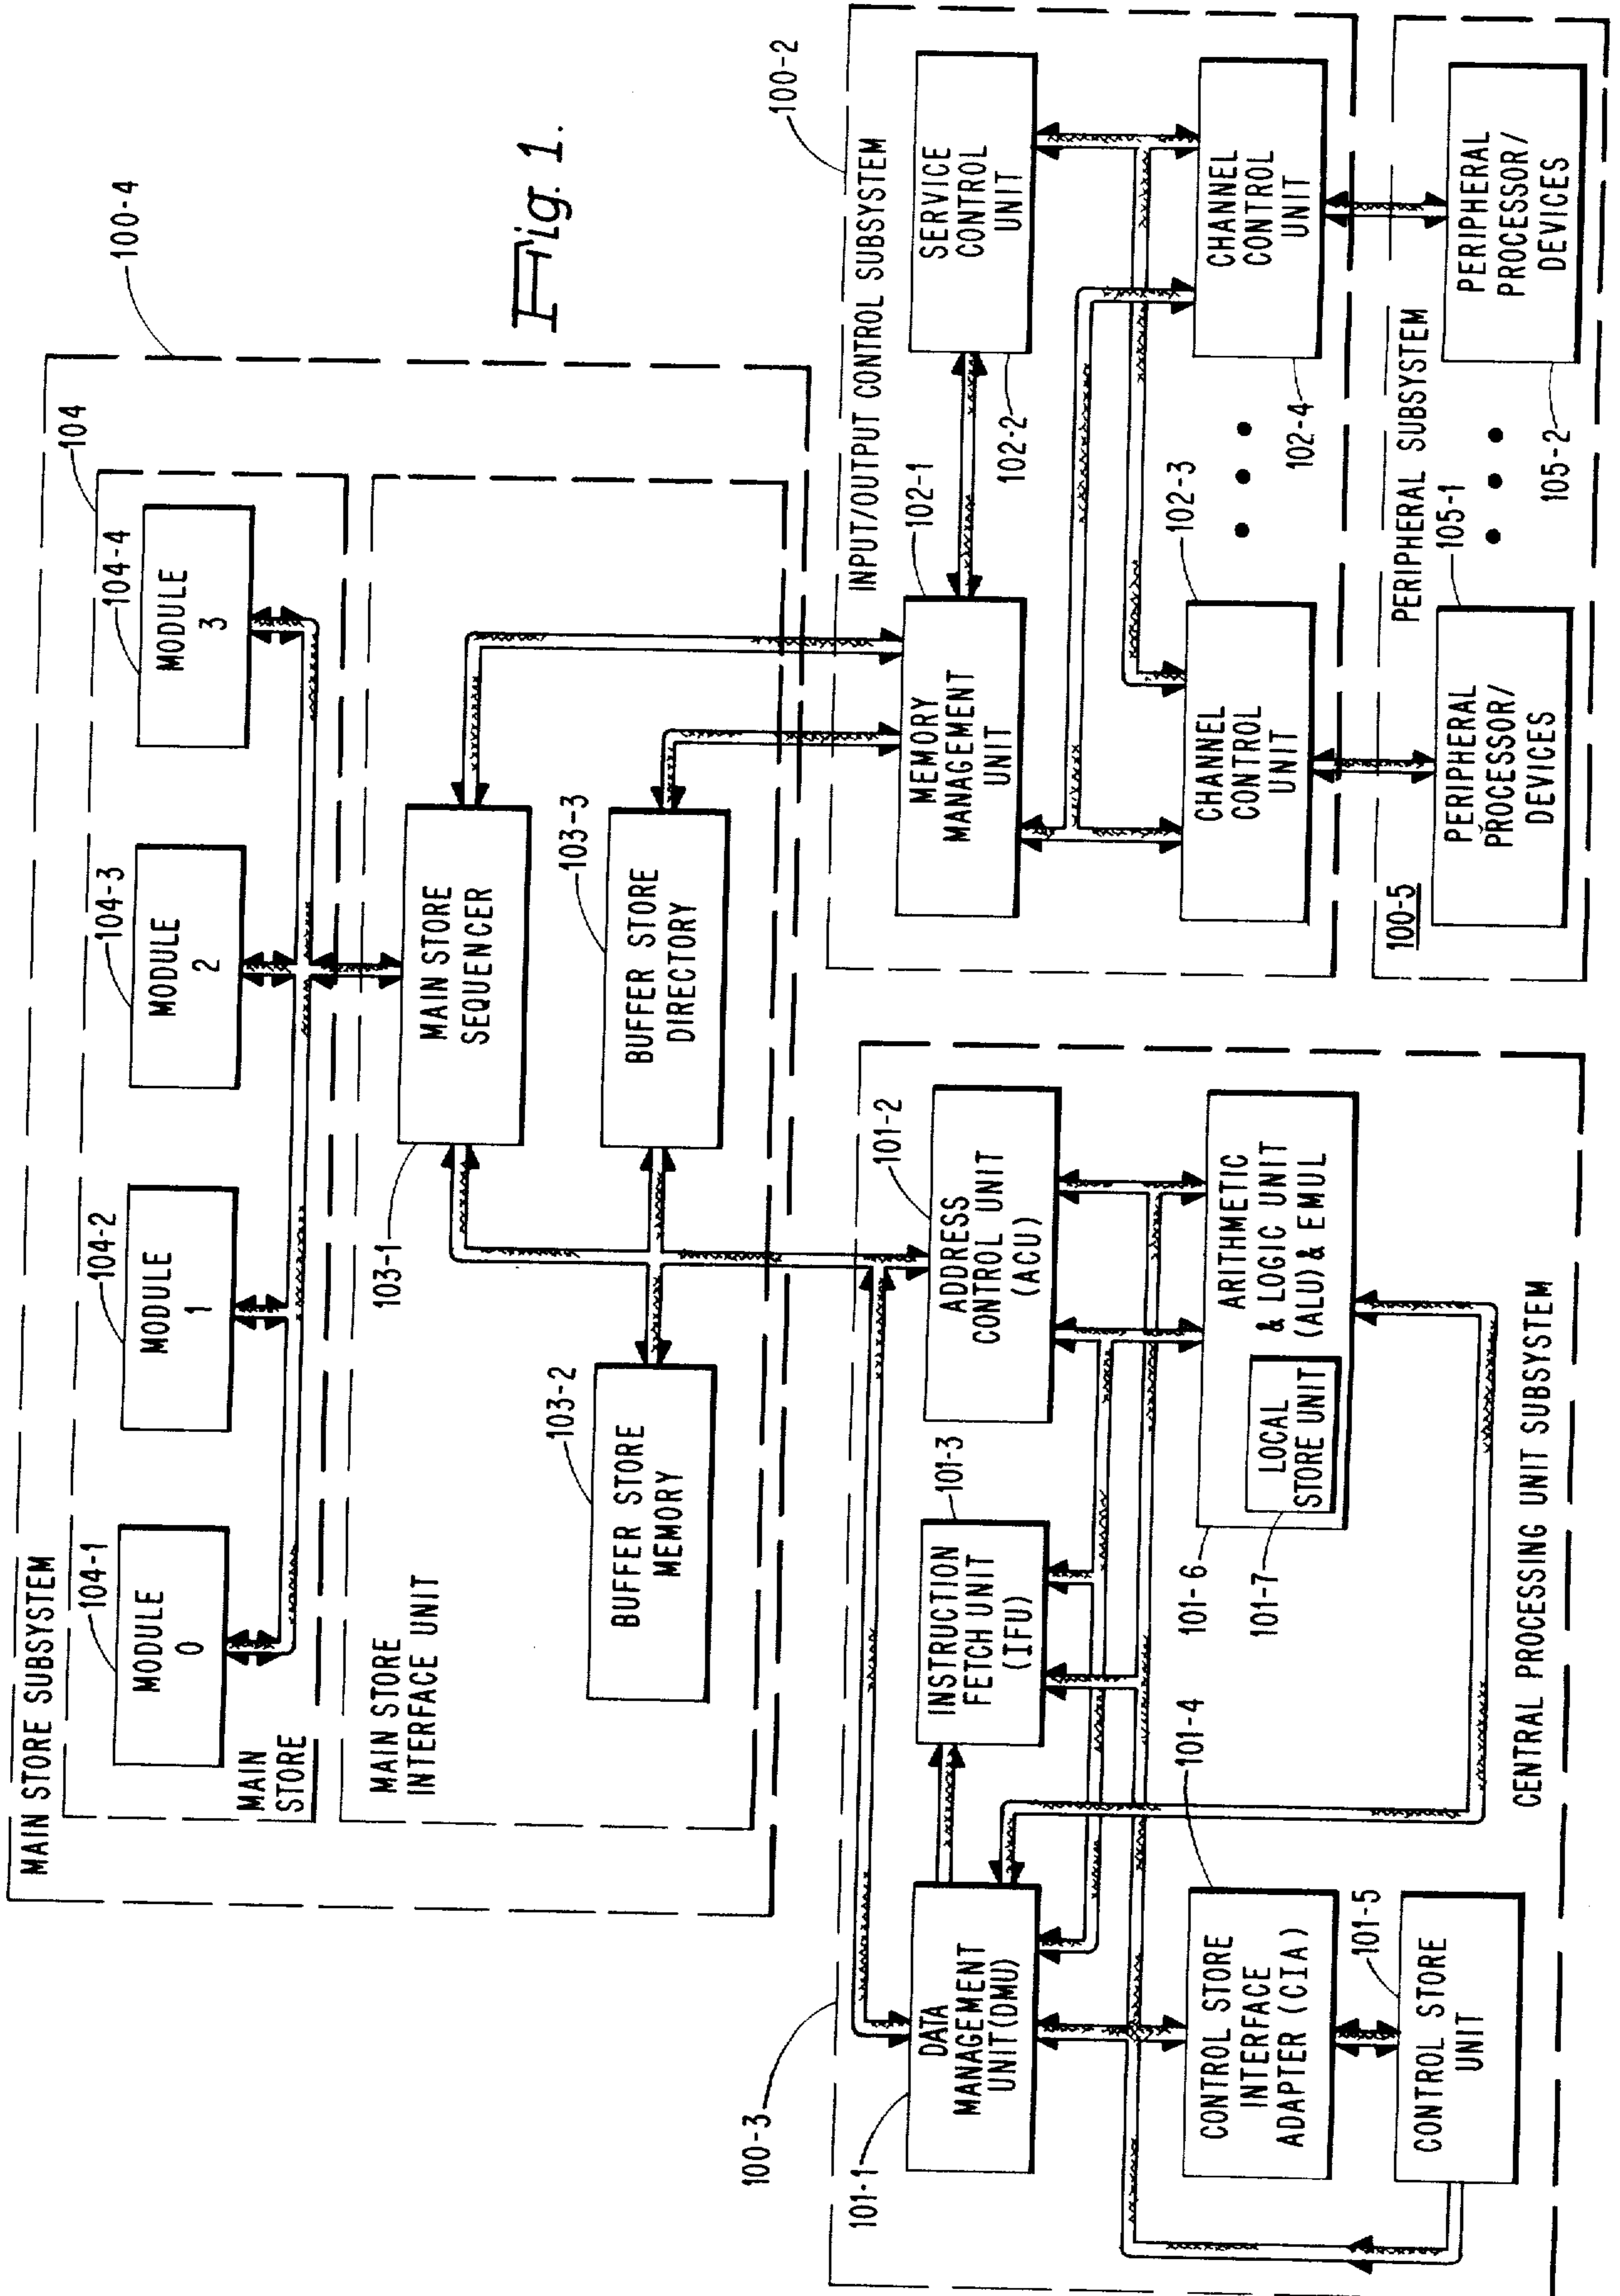 Fig. 1.
100-4
MAIN STORE SUBSYSTEM
104
104-1
MODULE
0
104-2
MODULE
1
104-3
MODULE
2
104-4
MODULE
3
MAIN
STORE
MAIN STORE
INTERFACE UNIT
103-1
MAIN STORE
SEQUENCER
103-2
BUFFER STORE
MEMORY
103-3
BUFFER STORE
DIRECTORY
100-3
101-1
DATA
MANAGEMENT
UNIT(DMU)
INSTRUCTION
FETCH UNIT
(IFU)
101-3
ADDRESS
CONTROL UNIT
(ACU)
101-2
CONTROL STORE
INTERFACE
ADAPTER (CIA)
101-4
CONTROL STORE
UNIT
101-5
101-6
101-7
LOCAL
STORE UNIT
ARITHMETIC
& LOGIC UNIT
(ALU)& EMUL
CENTRAL PROCESSING UNIT SUBSYSTEM
100-2
INPUT/OUTPUT CONTROL SUBSYSTEM
MEMORY
MANAGEMENT
UNIT
102-1
SERVICE
CONTROL
UNIT
102-2
CHANNEL
CONTROL
UNIT
102-3
CHANNEL
CONTROL
UNIT
102-4
100-5
PERIPHERAL SUBSYSTEM
PERIPHERAL
PROCESSOR/
DEVICES
105-1
PERIPHERAL
PROCESSOR/
DEVICES
105-2